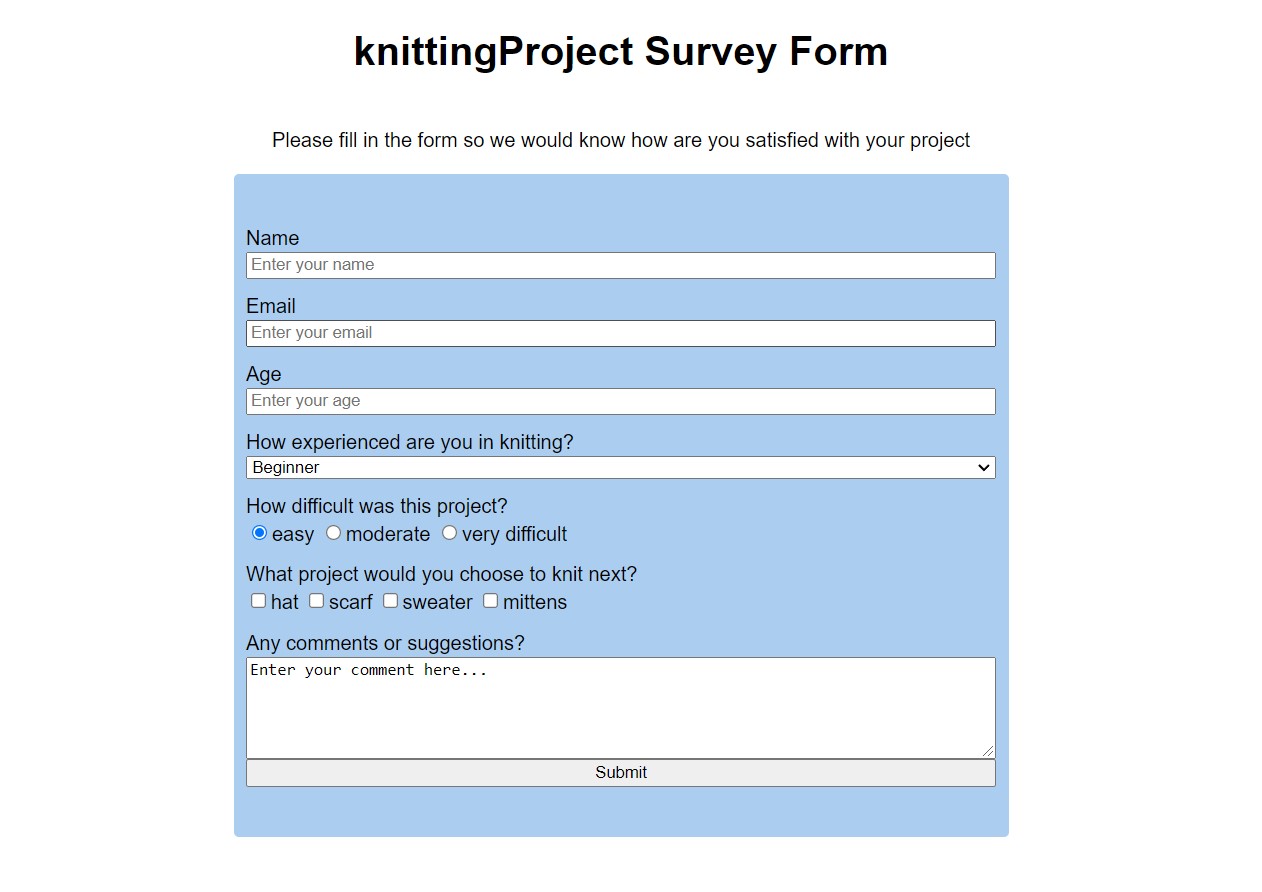 knittingProject Survey Form
Please fill in the form so we would know how are you satisfied with your project
Name
Enter your name
Email
Enter your email
Age
Enter your age
How experienced are you in knitting?
Beginner
How difficult was this project?
easy moderate very difficult
What project would you choose to knit next?
hat scarf sweater mittens
Any comments or suggestions?
Enter your comment here...
Submit